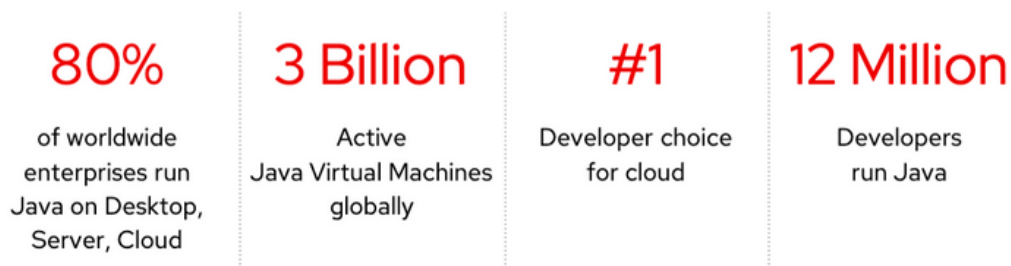 80%
of worldwide
enterprises run
Java on Desktop,
Server, Cloud
3 Billion
Active
Java Virtual Machines
globally
#1
Developer choice
for cloud
12 Million
Developers
run Java